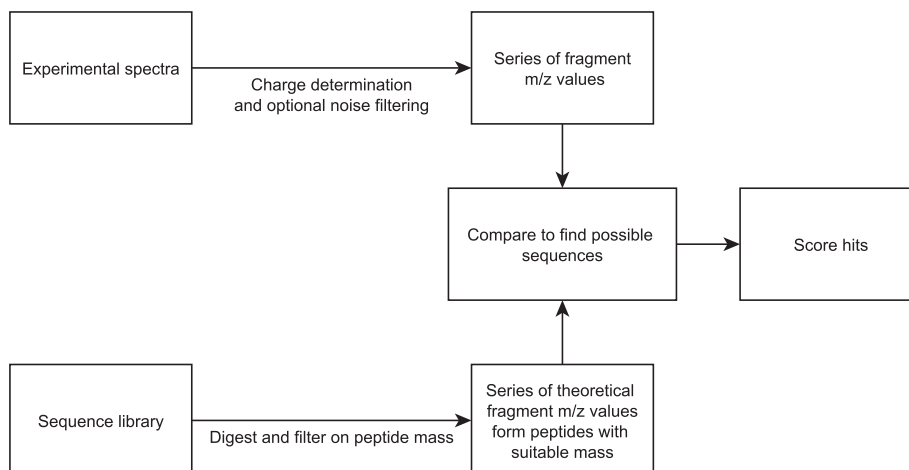 Experimental spectra
Charge determination
and optional noise filtering
Series of fragment
m/z values
Compare to find possible
sequences
Score hits
Sequence library
Digest and filter on peptide mass
Series of theoretical
fragment m/z values
form peptides with
suitable mass